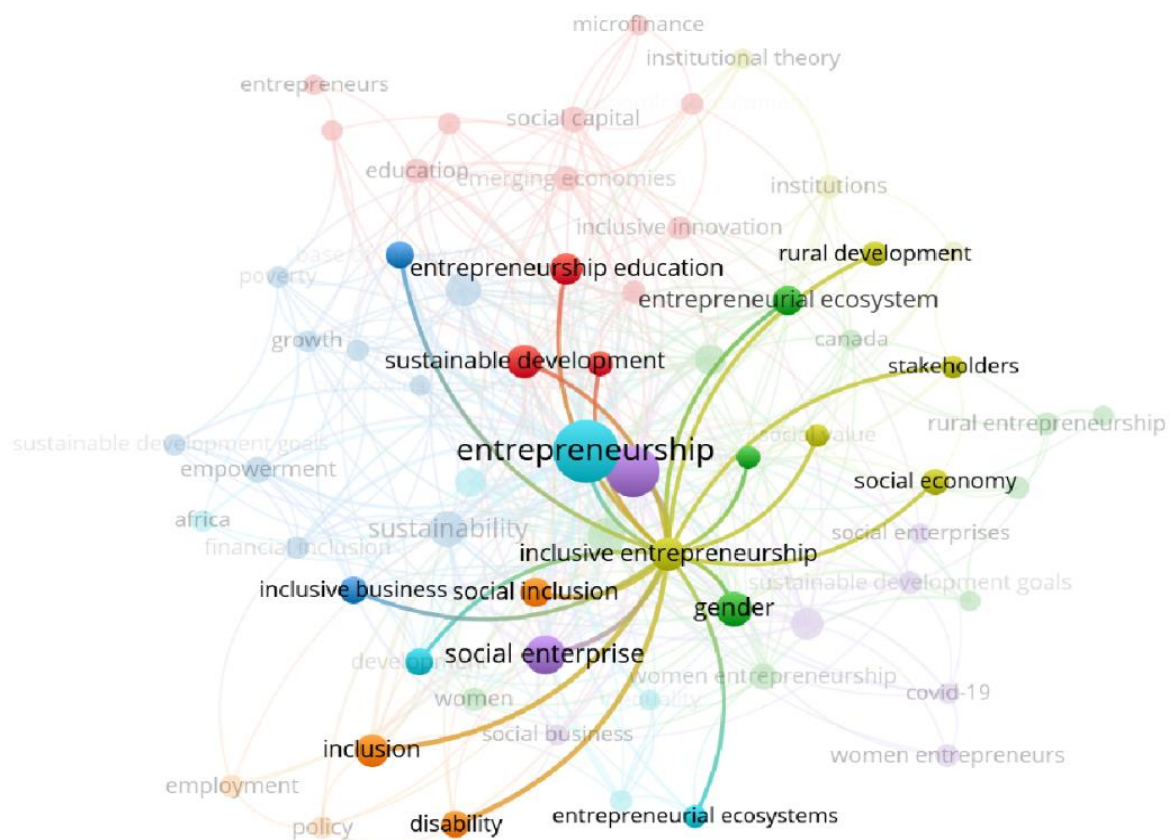 microfinance
institutional theory
entrepreneurs
social capital
education
emerging economies
institutions
inclusive innovation
rural development
poverty
entrepreneurship education
entrepreneurial ecosystem
growth
canada
sustainable development
stakeholders
rural entrepreneurship
social value
sustainable development goals
entrepreneurship
empowerment
social economy
africa
sustainability
social enterprises
financial inclusion
inclusive entrepreneurship
sustainable development goals
inclusive business
social inclusion
gender
development
social enterprise
women entrepreneurship
women
covid-19
social business
inclusion
women entrepreneurs
employment
entrepreneurial ecosystems
policy
disability